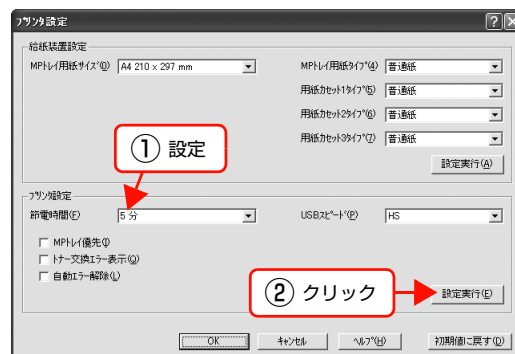 プリンタ設定
給紙装置設定
MPトレイ用紙サイズ(0) A4 210 x 297 mm MPトレイ用紙タイプ(4) 普通紙
用紙カセット1タイプ(5) 普通紙
用紙カセット2タイプ(6) 普通紙
用紙カセット3タイプ(7) 普通紙
① 設定
設定実行(A)
プリンタ設定
節電時間(F) 5 分 USBスピード(P) HS
MPトレイ優先(I)
トナー交換エラー表示(Q)
自動エラー解除(L)
② クリック
設定実行(E)
OK キャンセル ヘルプ(H) 初期値に戻す(D)